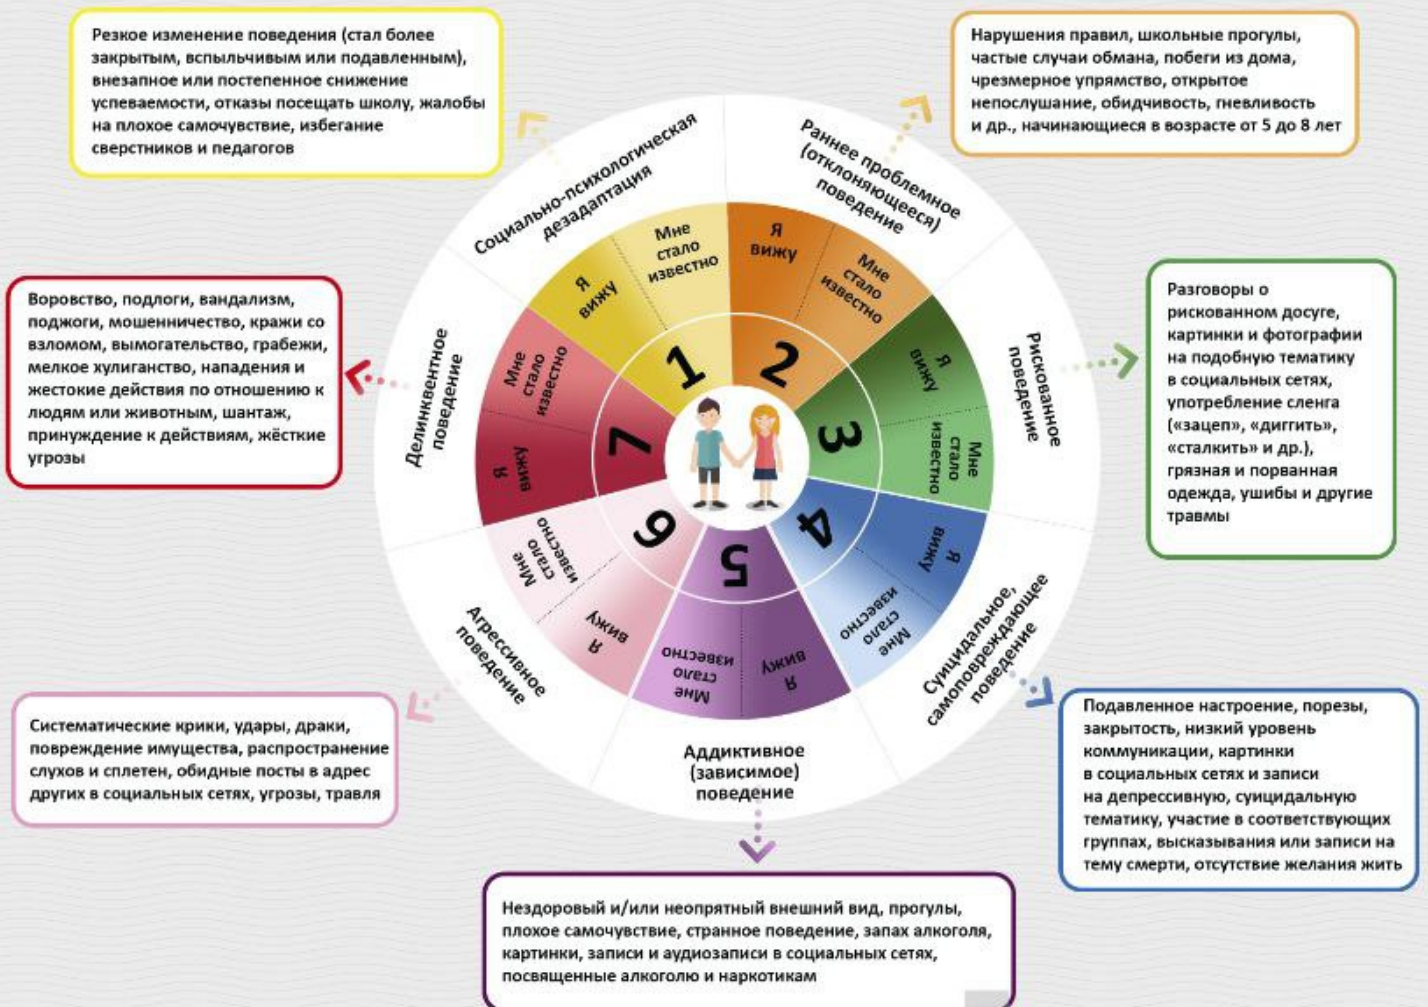 Резкое изменение поведения (стал более
закрытым, вспыльчивым или подавленным),
внезапное или постепенное снижение
успеваемости, отказы посещать школу, жалобы
на плохое самочувствие, избегание
сверстников и педагогов
Нарушения правил, школьные прогулы,
частые случаи обмана, побеги из дома,
чрезмерное упрямство, открытое
непослушание, обидчивость, гневливость
и др., начинающиеся в возрасте от 5 до 8 лет
Социально-психологическая
дезадаптация
Раннее проблемное
(отклоняющееся)
поведение
Я
вижу
Мне
стало
известно
1
Я
вижу
Мне
стало
известно
2
Воровство, подлоги, вандализм,
поджоги, мошенничество, кражи со
взломом, вымогательство, грабежи,
мелкое хулиганство, нападения и
жестокие действия по отношению к
людям или животным, шантаж,
принуждение к действиям, жёсткие
угрозы
Делинквентное
поведение
Мне
стало
известно
Я
вижу
7
Рискованное
поведение
Я
вижу
Мне
стало
известно
3
Разговоры о
рискованном досуге,
картинки и фотографии
на подобную тематику
в социальных сетях,
употребление сленга
(«зацеп», «диггить»,
«сталкить» и др.),
грязная и порванная
одежда, ушибы и другие
травмы
Агрессивное
поведение
Мне
стало
известно
Я
вижу
6
Мне
стало
известно
Я
вижу
5
Я
вижу
Мне
стало
известно
4
Суицидальное,
самоповреждающее
поведение
Систематические крики, удары, драки,
повреждение имущества, распространение
слухов и сплетен, обидные посты в адрес
других в социальных сетях, угрозы, травля
Аддиктивное
(зависимое)
поведение
Подавленное настроение, порезы,
закрытость, низкий уровень
коммуникации, картинки
в социальных сетях и записи
на депрессивную, суицидальную
тематику, участие в соответствующих
группах, высказывания или записи на
тему смерти, отсутствие желания жить
Нездоровый и/или неопрятный внешний вид, прогулы,
плохое самочувствие, странное поведение, запах алкоголя,
картинки, записи и аудиозаписи в социальных сетях,
посвященные алкоголю и наркотикам